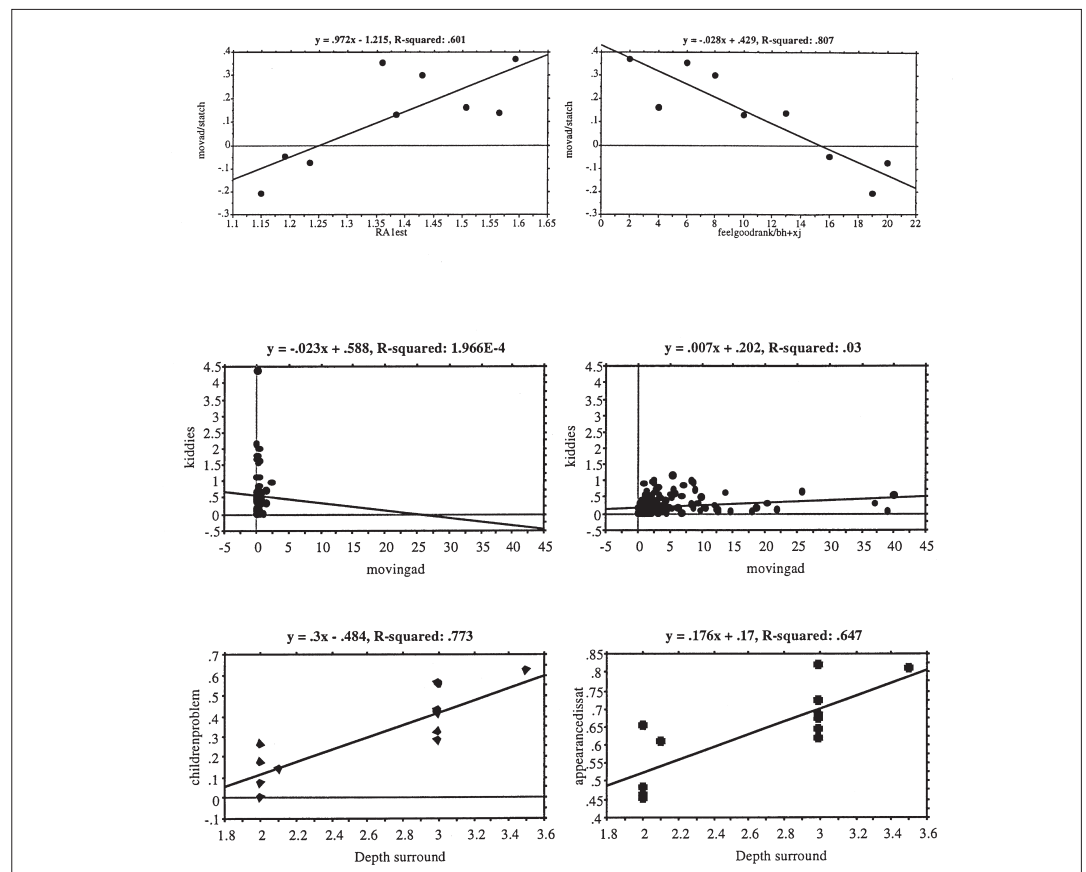 y = .972x - 1.215, R-squared: .601
.4
.3
.2
.1
0
-.1
-.2
-.3
movad/statch
1.1 1.15 1.2 1.25 1.3 1.35 1.4 1.45 1.5 1.55 1.6 1.65
RA1est
y = -.028x + .429, R-squared: .807
.4
.3
.2
.1
0
-.1
-.2
-.3
movad/statch
0 2 4 6 8 10 12 14 16 18 20 22
feelgoodrank/bh+xj
y = -.023x + .588, R-squared: 1.966E-4
4.5
4
3.5
3
2.5
2
1.5
1
.5
0
-.5
kiddies
-5 0 5 10 15 20 25 30 35 40 45
movingad
y = .007x + .202, R-squared: .03
4.5
4
3.5
3
2.5
2
1.5
1
.5
0
-.5
kiddies
-5 0 5 10 15 20 25 30 35 40 45
movingad
y = .3x - .484, R-squared: .773
.7
.6
.5
.4
.3
.2
.1
0
-.1
childrenproblem
1.8 2 2.2 2.4 2.6 2.8 3 3.2 3.4 3.6
Depth surround
y = .176x + .17, R-squared: .647
.85
.8
.75
.7
.65
.6
.55
.5
.45
.4
appearancedissat
1.8 2 2.2 2.4 2.6 2.8 3 3.2 3.4 3.6
Depth surround